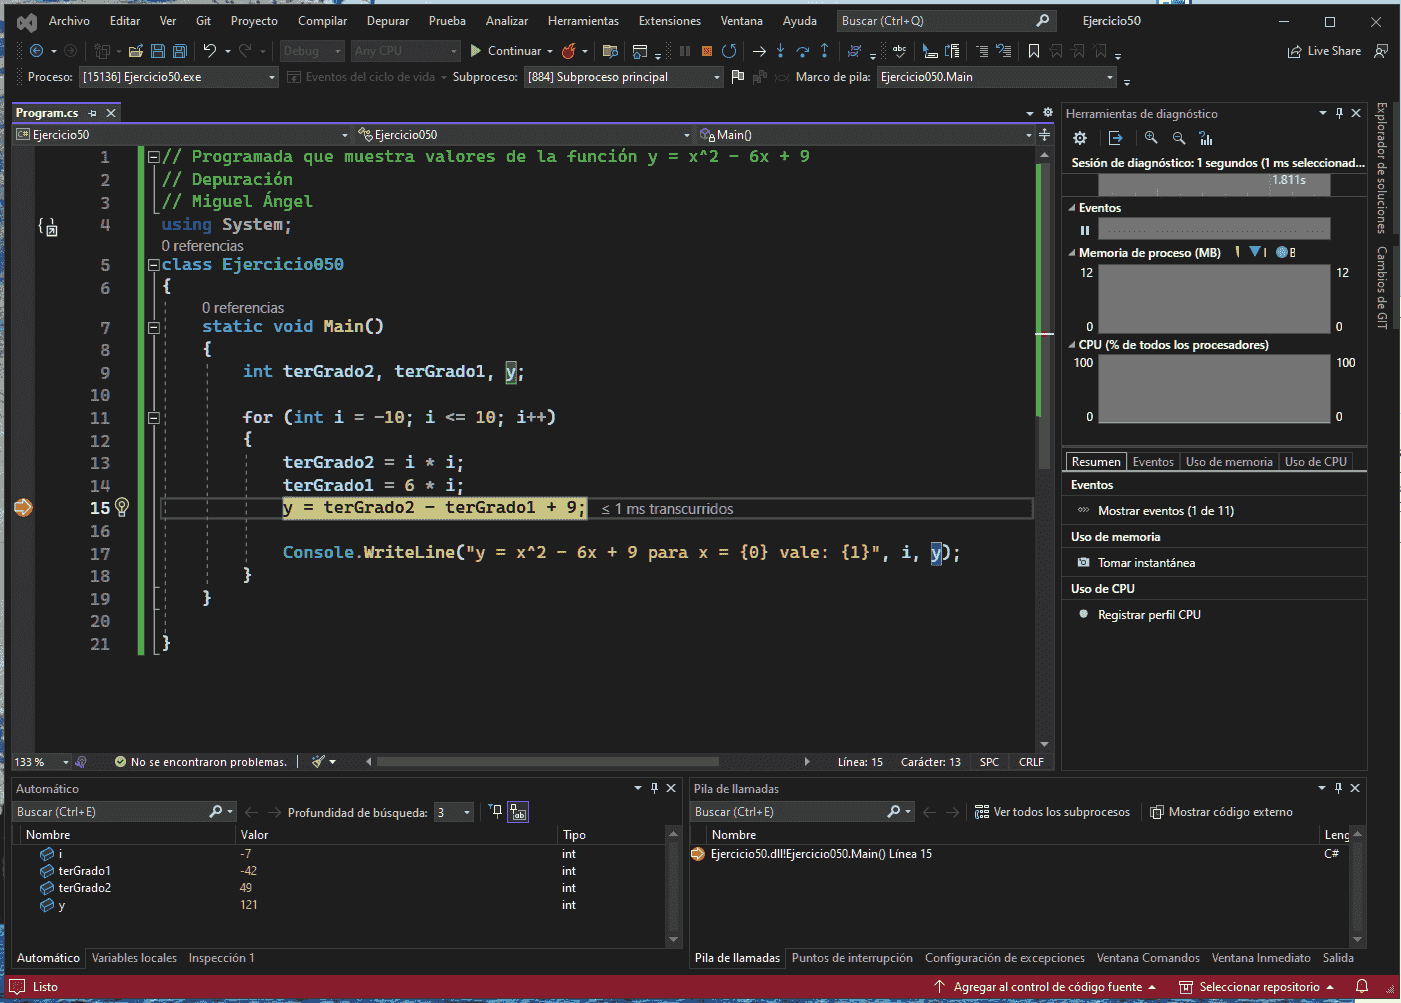 Archivo Editar Ver Git Proyecto Compilar Depurar Prueba Analizar Herramientas Extensiones Ventana Ayuda Buscar (Ctrl+Q) Ejercicio50
Debug Any CPU Continuar abc Live Share
Proceso: [15136] Ejercicio50.exe Eventos del ciclo de vida Subproceso: [884] Subproceso principal Marco de pila: Ejercicio050.Main
Program.cs
C# Ejercicio50 Ejercicio050 Main()
1 // Programada que muestra valores de la función y = x^2 - 6x + 9
2 // Depuración
3 // Miguel Ángel
4 using System;
0 referencias
5 class Ejercicio050
6 {
0 referencias
7 static void Main()
8 {
9 int terGrado2, terGrado1, y;
10
11 for (int i = -10; i <= 10; i++)
12 {
13 terGrado2 = i * i;
14 terGrado1 = 6 * i;
15 y = terGrado2 - terGrado1 + 9; ≤ 1 ms transcurridos
16
17 Console.WriteLine("y = x^2 - 6x + 9 para x = {0} vale: {1}", i, y);
18 }
19 }
20
21 }
133 % No se encontraron problemas. Línea: 15 Carácter: 13 SPC CRLF
Herramientas de diagnóstico
Sesión de diagnóstico: 1 segundos (1 ms seleccionad...
1.811s
Eventos
Memoria de proceso (MB) I B
12 12
0 0
CPU (% de todos los procesadores)
100 100
0 0
Resumen Eventos Uso de memoria Uso de CPU
Eventos
Mostrar eventos (1 de 11)
Uso de memoria
Tomar instantánea
Uso de CPU
Registrar perfil CPU
Explorador de soluciones
Cambios de GIT
Automático
Buscar (Ctrl+E) Profundidad de búsqueda: 3
Nombre Valor Tipo
i -7 int
terGrado1 -42 int
terGrado2 49 int
y 121 int
Automático Variables locales Inspección 1
Pila de llamadas
Buscar (Ctrl+E) Ver todos los subprocesos Mostrar código externo
Nombre Leng
Ejercicio50.dll!Ejercicio050.Main() Línea 15 C#
Pila de llamadas Puntos de interrupción Configuración de excepciones Ventana Comandos Ventana Inmediato Salida
Listo Agregar al control de código fuente Seleccionar repositorio